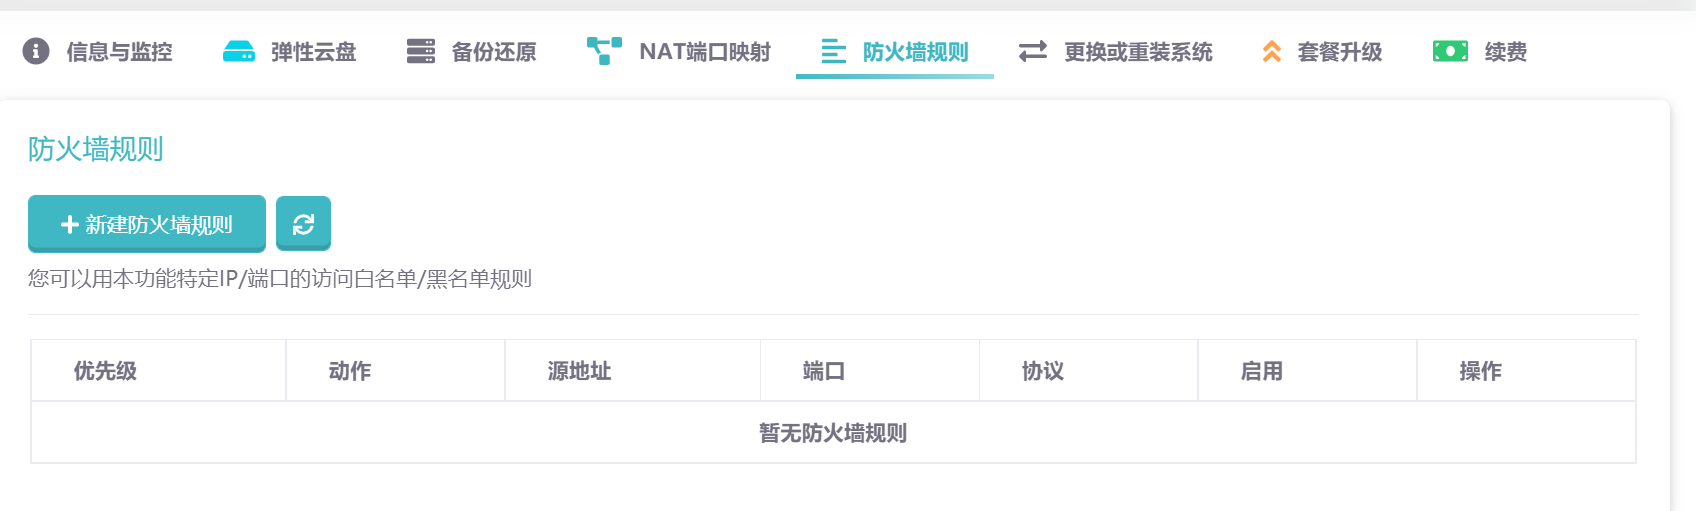 信息与监控 弹性云盘 备份还原 NAT端口映射 防火墙规则 更换或重装系统 套餐升级 续费
防火墙规则
新建防火墙规则
您可以用本功能特定IP/端口的访问白名单/黑名单规则
优先级 动作 源地址 端口 协议 启用 操作
暂无防火墙规则